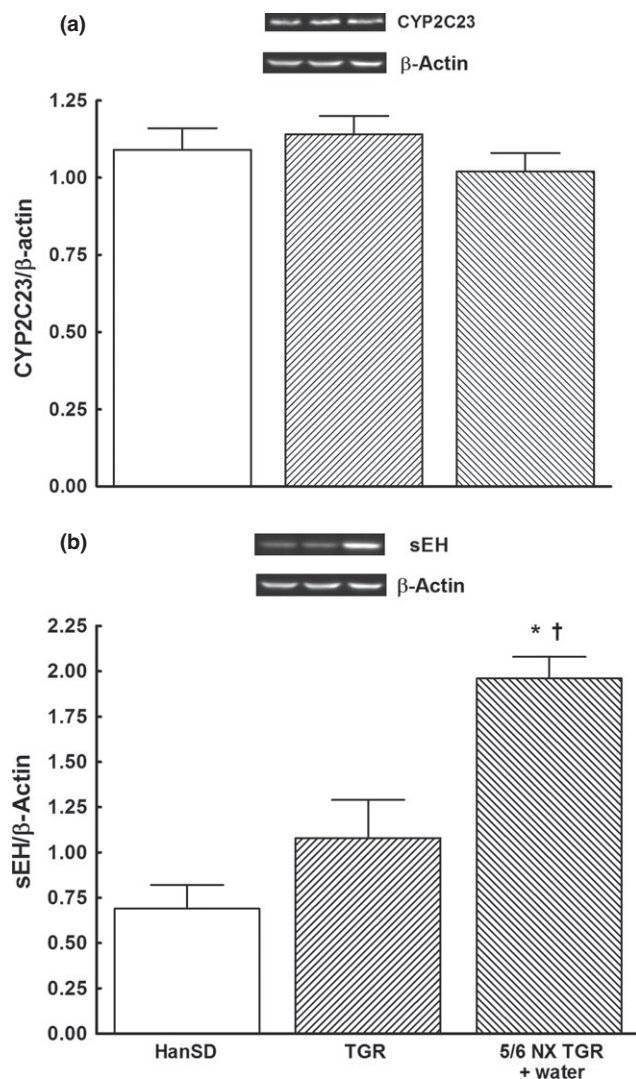 (a)
CYP2C23
β-Actin
CYP2C23/β-actin
1.25
1.00
0.75
0.50
0.25
0.00
(b)
sEH
β-Actin
sEH/β-Actin
2.25
2.00
1.75
1.50
1.25
1.00
0.75
0.50
0.25
0.00
* †
HanSD
TGR
5/6 NX TGR
+ water